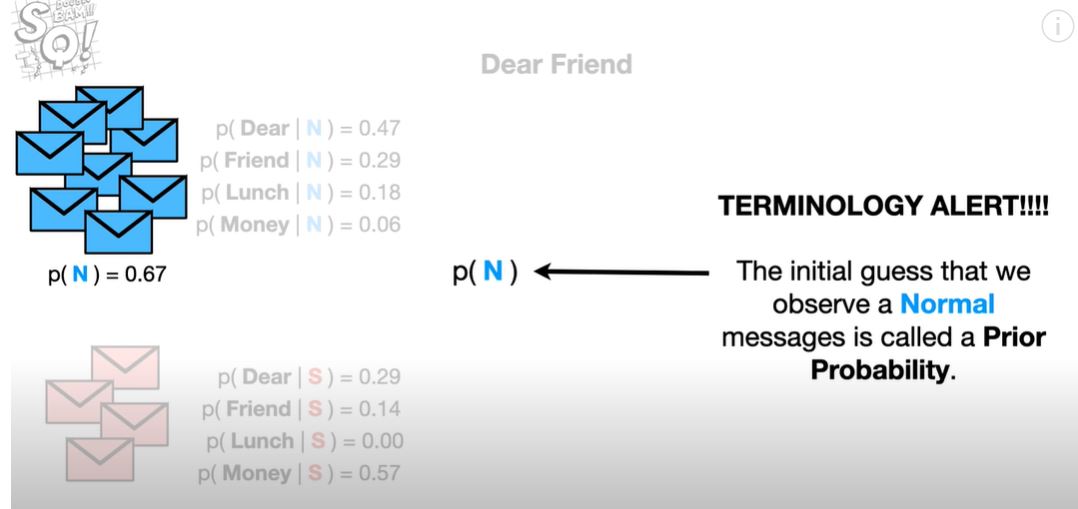 DOUBLE
BAM!!!
SQ!
Dear Friend
p( Dear | N ) = 0.47
p( Friend | N ) = 0.29
p( Lunch | N ) = 0.18
p( Money | N ) = 0.06
p( N ) = 0.67
p( N )
TERMINOLOGY ALERT!!!!
The initial guess that we
observe a Normal
messages is called a Prior
Probability.
p( Dear | S ) = 0.29
p( Friend | S ) = 0.14
p( Lunch | S ) = 0.00
p( Money | S ) = 0.57
i